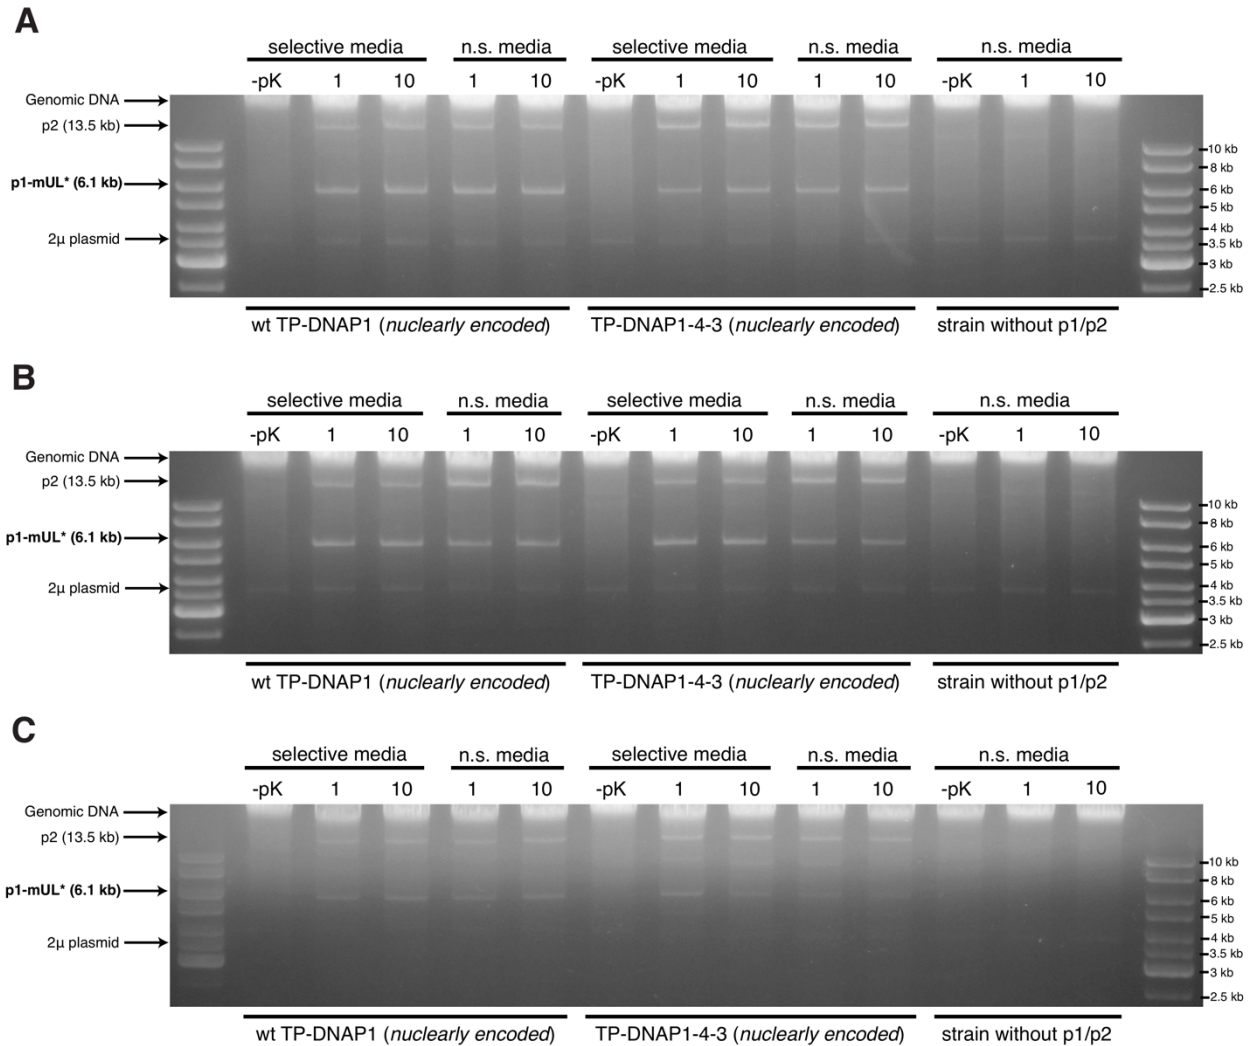 A
selective media n.s. media selective media n.s. media n.s. media
-pK 1 10 1 10 -pK 1 10 1 10 -pK 1 10
Genomic DNA
p2 (13.5 kb)
p1-mUL* (6.1 kb)
2μ plasmid
10 kb
8 kb
6 kb
5 kb
4 kb
3.5 kb
3 kb
2.5 kb
wt TP-DNAP1 (nuclearly encoded) TP-DNAP1-4-3 (nuclearly encoded) strain without p1/p2
B
selective media n.s. media selective media n.s. media n.s. media
-pK 1 10 1 10 -pK 1 10 1 10 -pK 1 10
Genomic DNA
p2 (13.5 kb)
p1-mUL* (6.1 kb)
2μ plasmid
10 kb
8 kb
6 kb
5 kb
4 kb
3.5 kb
3 kb
2.5 kb
wt TP-DNAP1 (nuclearly encoded) TP-DNAP1-4-3 (nuclearly encoded) strain without p1/p2
C
selective media n.s. media selective media n.s. media n.s. media
-pK 1 10 1 10 -pK 1 10 1 10 -pK 1 10
Genomic DNA
p2 (13.5 kb)
p1-mUL* (6.1 kb)
2μ plasmid
10 kb
8 kb
6 kb
5 kb
4 kb
3.5 kb
3 kb
2.5 kb
wt TP-DNAP1 (nuclearly encoded) TP-DNAP1-4-3 (nuclearly encoded) strain without p1/p2